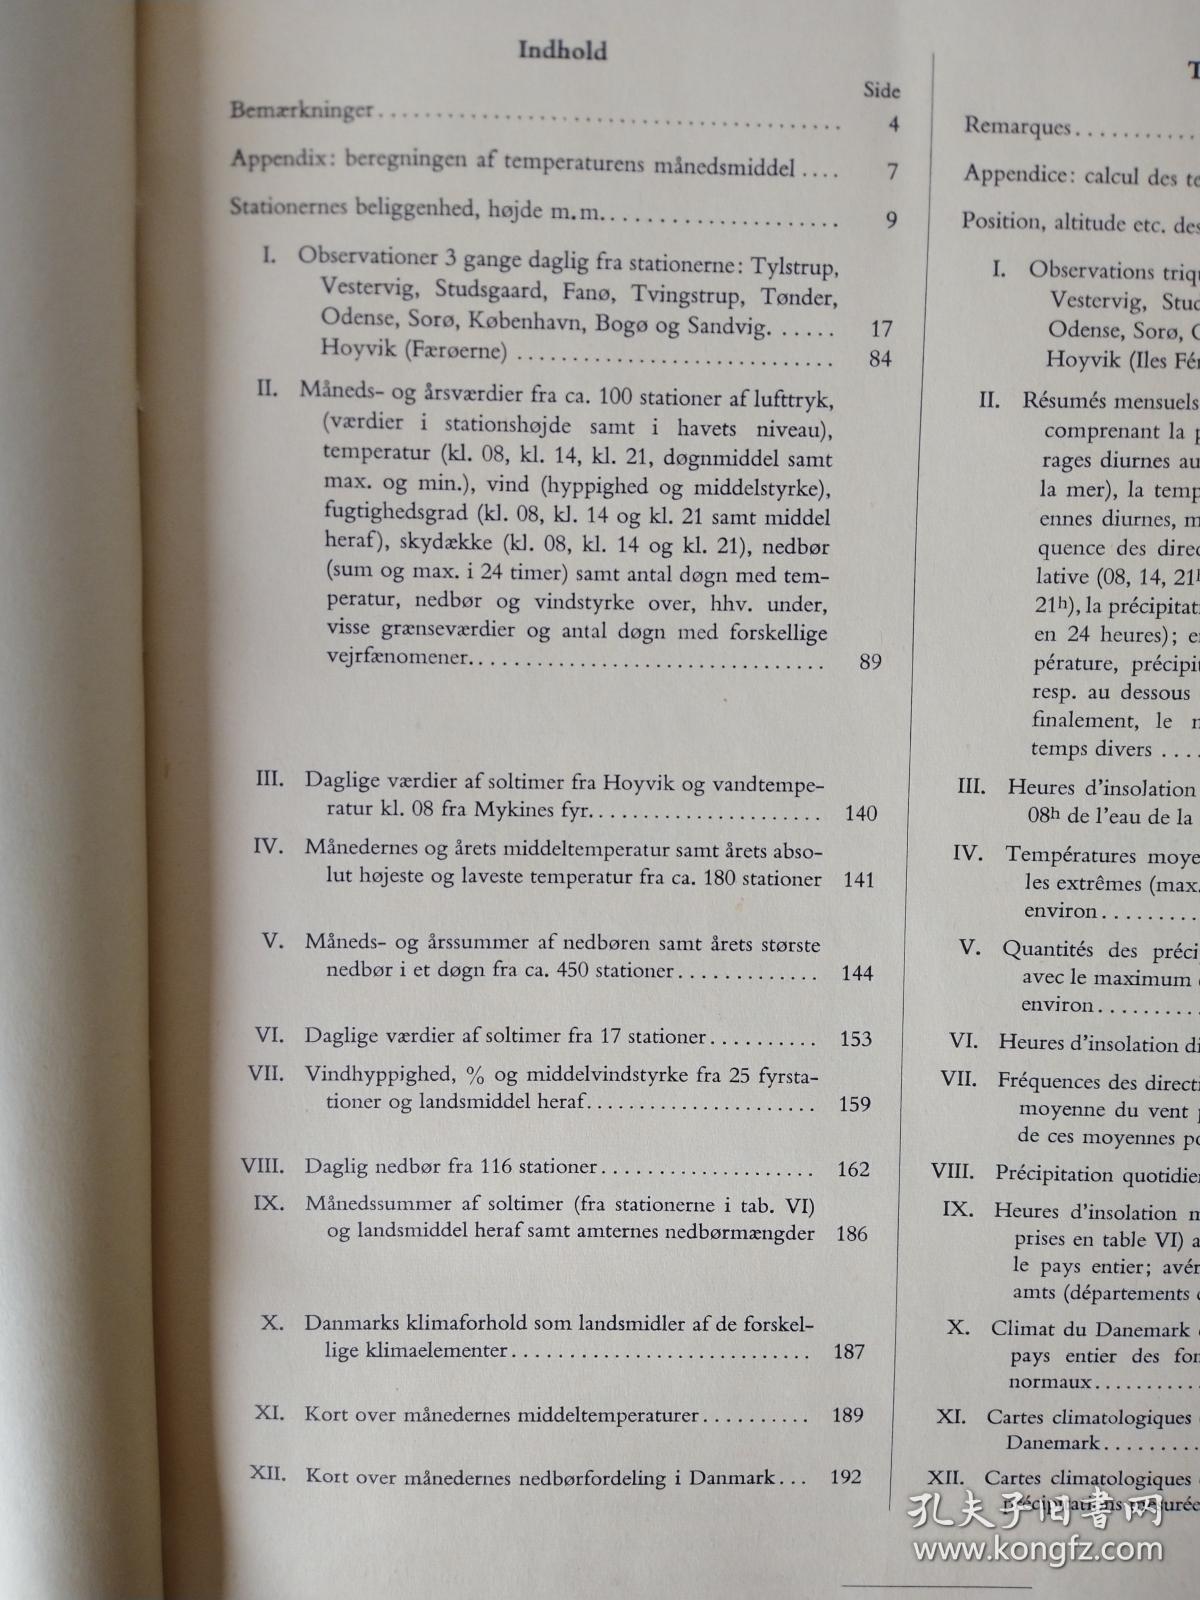 Indhold
Side
Bemærkninger........................................ 4
Appendix: beregningen af temperaturens månedsmiddel .... 7
Stationernes beliggenhed, højde m.m..................... 9
I. Observationer 3 gange daglig fra stationerne: Tylstrup,
Vestervig, Studsgaard, Fanø, Tvingstrup, Tønder,
Odense, Sorø, København, Bogø og Sandvig. ...... 17
Hoyvik (Færøerne) ............................ 84
II. Måneds- og årsværdier fra ca. 100 stationer af lufttryk,
(værdier i stationshøjde samt i havets niveau),
temperatur (kl. 08, kl. 14, kl. 21, døgnmiddel samt
max. og min.), vind (hyppighed og middelstyrke),
fugtighedsgrad (kl. 08, kl. 14 og kl. 21 samt middel
heraf), skydække (kl. 08, kl. 14 og kl. 21), nedbør
(sum og max. i 24 timer) samt antal døgn med tem-
peratur, nedbør og vindstyrke over, hhv. under,
visse grænseværdier og antal døgn med forskellige
vejrfænomener................................ 89
III. Daglige værdier af soltimer fra Hoyvik og vandtempe-
ratur kl. 08 fra Mykines fyr..................... 140
IV. Månedernes og årets middeltemperatur samt årets abso-
lut højeste og laveste temperatur fra ca. 180 stationer 141
V. Måneds- og årssummer af nedbøren samt årets største
nedbør i et døgn fra ca. 450 stationer............. 144
VI. Daglige værdier af soltimer fra 17 stationer.......... 153
VII. Vindhyppighed, % og middelvindstyrke fra 25 fyrsta-
tioner og landsmiddel heraf...................... 159
VIII. Daglig nedbør fra 116 stationer................... 162
IX. Månedssummer af soltimer (fra stationerne i tab. VI)
og landsmiddel heraf samt amternes nedbørmængder 186
X. Danmarks klimaforhold som landsmidler af de forskel-
lige klimaelementer........................... 187
XI. Kort over månedernes middeltemperaturer.......... 189
XII. Kort over månedernes nedbørfordeling i Danmark... 192
T
Remarques...........
Appendice: calcul des te
Position, altitude etc. des
I. Observations triq
Vestervig, Stud
Odense, Sorø,
Hoyvik (Iles Fér
II. Résumés mensuels
comprenant la p
rages diurnes au
la mer), la temp
ennes diurnes, m
quence des direc
lative (08, 14, 21h
21h), la précipitati
en 24 heures); e
pérature, précipit
resp. au dessous
finalement, le n
temps divers ....
III. Heures d'insolation
08h de l'eau de la
IV. Températures moye
les extrêmes (max.
environ.........
V. Quantités des préci
avec le maximum
environ.........
VI. Heures d'insolation di
VII. Fréquences des directi
moyenne du vent p
de ces moyennes po
VIII. Précipitation quotidien
IX. Heures d'insolation m
prises en table VI) a
le pays entier; avér
amts (départements
X. Climat du Danemark
pays entier des fon
normaux..........
XI. Cartes climatologiques
Danemark.........
XII. Cartes climatologiques
précipitations mesurée
孔夫子旧书网
www.kongfz.com